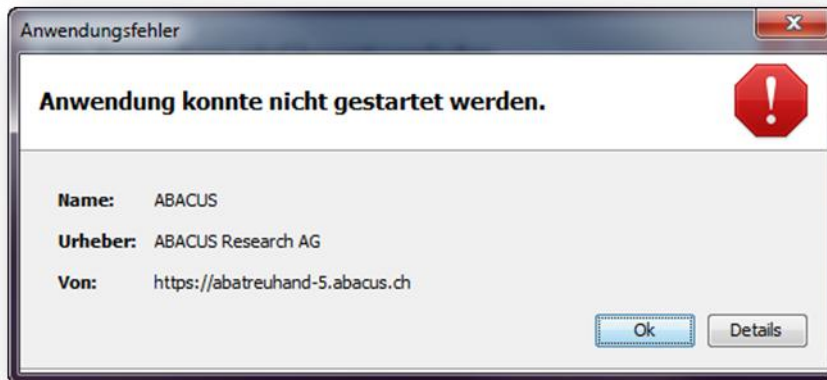 Anwendungsfehler
Anwendung konnte nicht gestartet werden.
Name: ABACUS
Urheber: ABACUS Research AG
Von: https://abatreuhand-5.abacus.ch
Ok Details